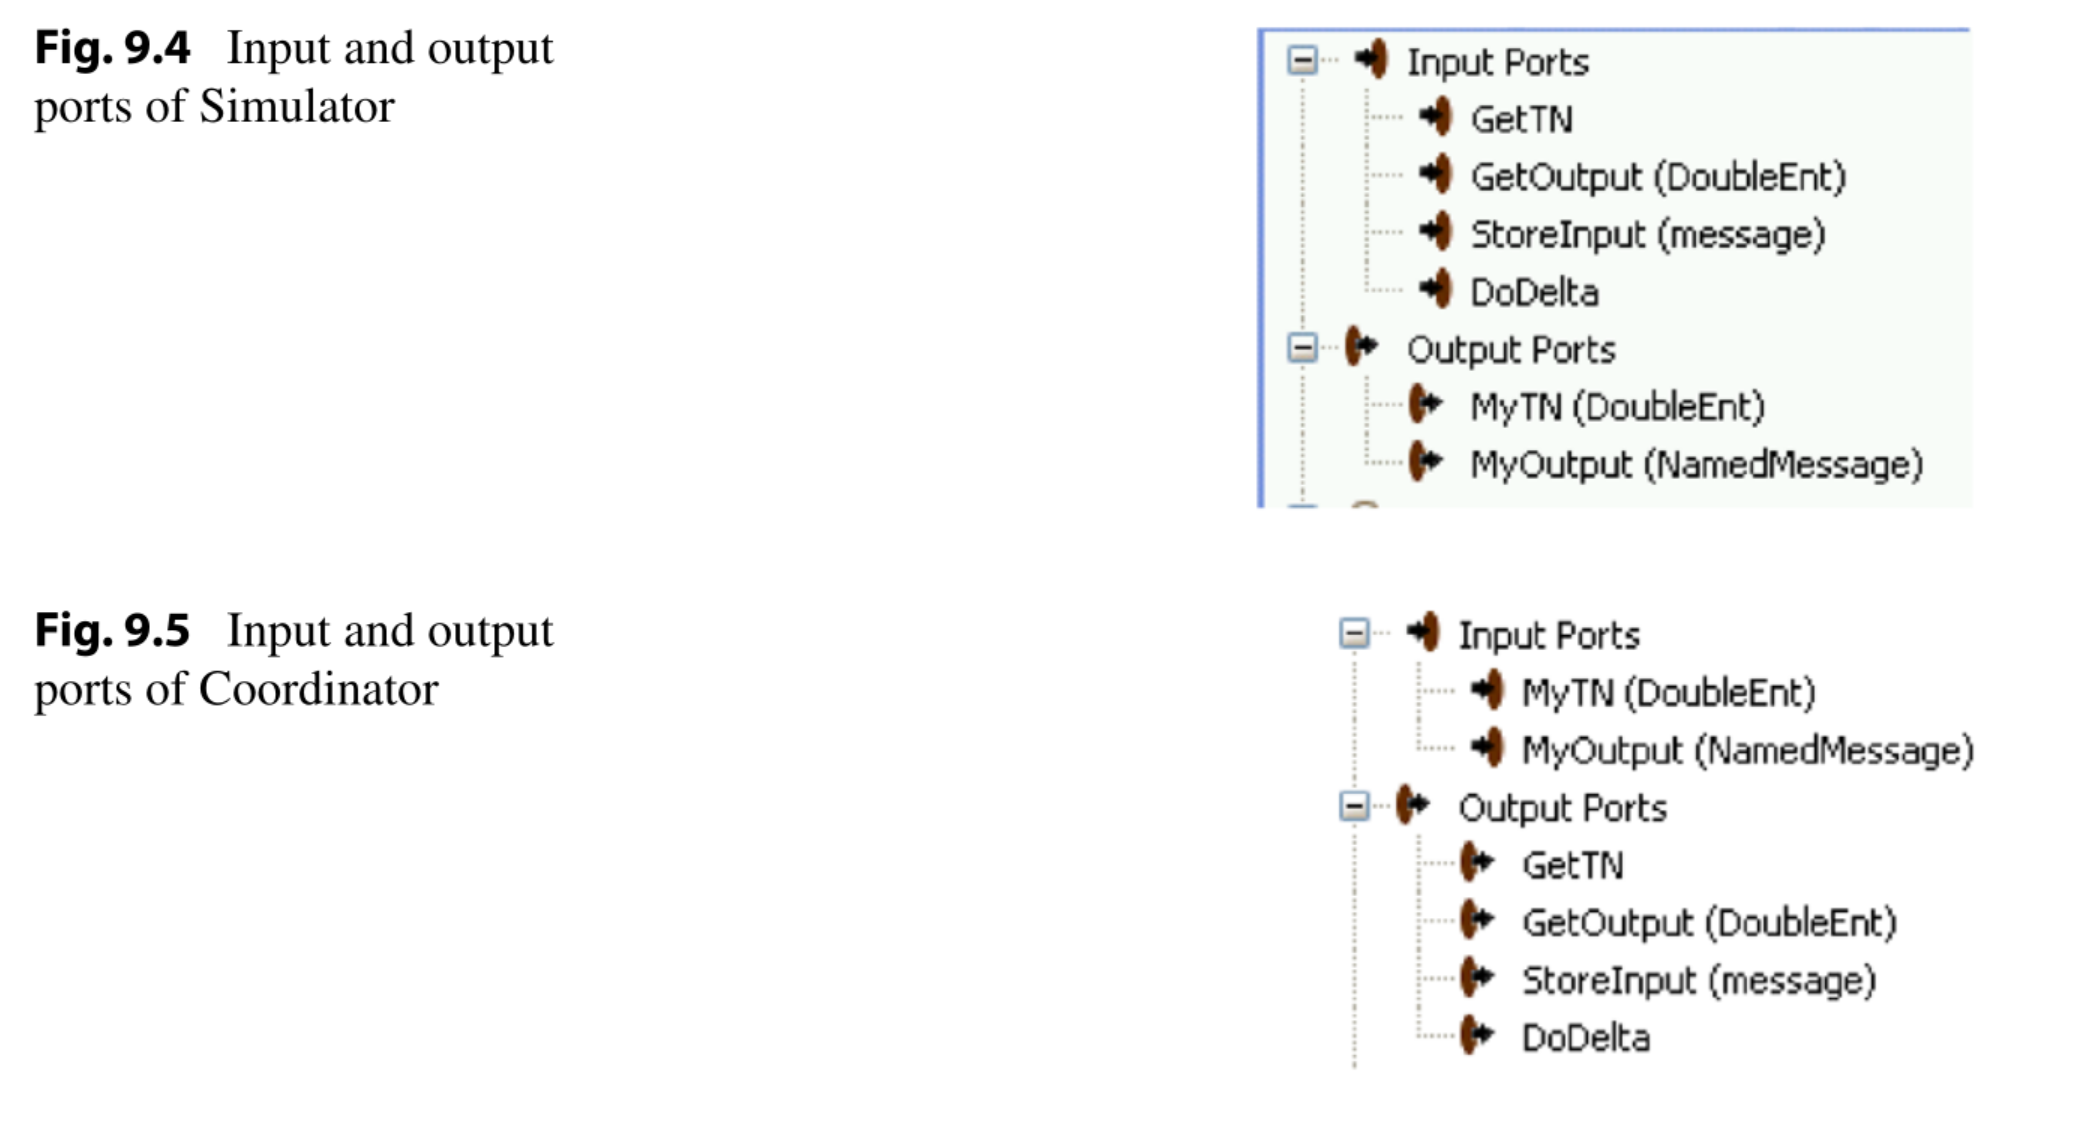 Fig. 9.4 Input and output
ports of Simulator
Input Ports
GetTN
GetOutput (DoubleEnt)
StoreInput (message)
DoDelta
Output Ports
MyTN (DoubleEnt)
MyOutput (NamedMessage)
Fig. 9.5 Input and output
ports of Coordinator
Input Ports
MyTN (DoubleEnt)
MyOutput (NamedMessage)
Output Ports
GetTN
GetOutput (DoubleEnt)
StoreInput (message)
DoDelta